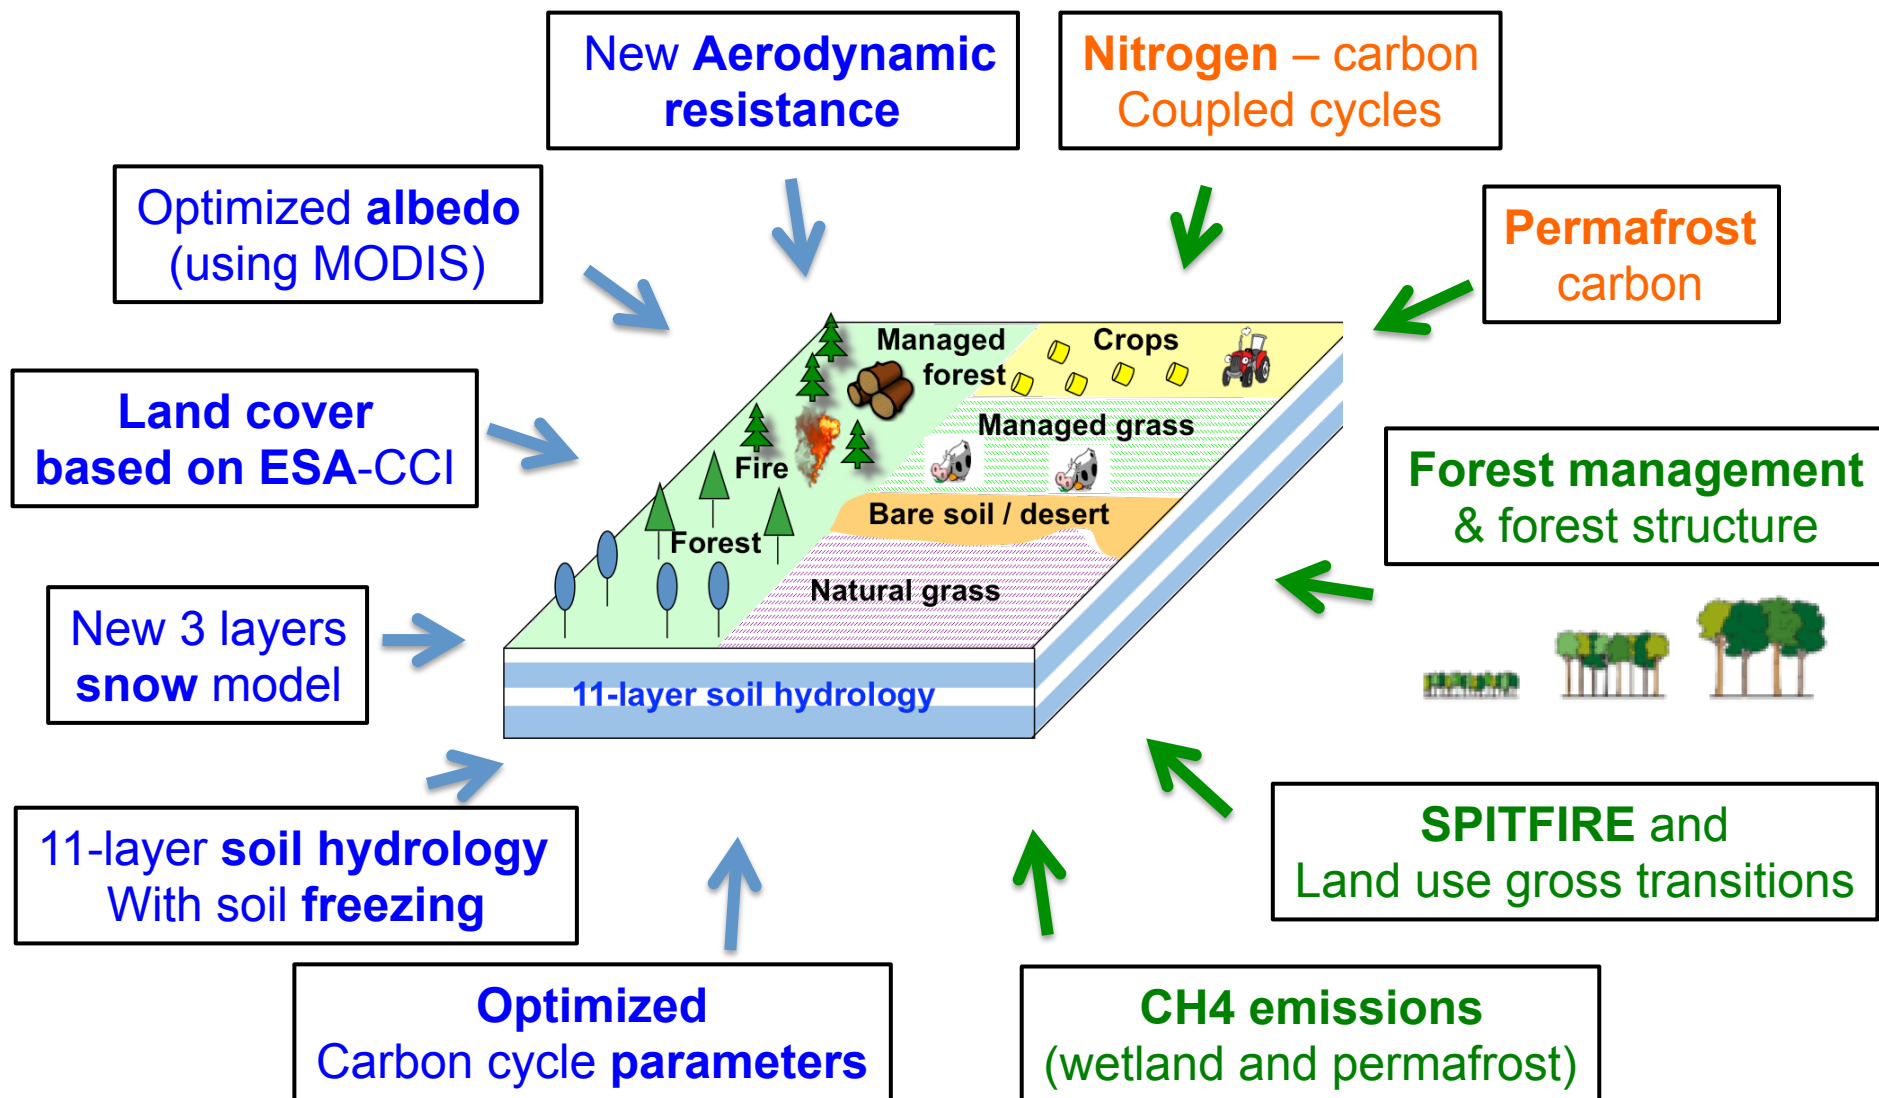 New Aerodynamic
resistance
Nitrogen – carbon
Coupled cycles
Optimized albedo
(using MODIS)
Permafrost
carbon
Land cover
based on ESA-CCI
Managed
forest
Crops
Managed grass
Fire
Bare soil / desert
Forest
Natural grass
11-layer soil hydrology
Forest management
& forest structure
New 3 layers
snow model
11-layer soil hydrology
With soil freezing
SPITFIRE and
Land use gross transitions
Optimized
Carbon cycle parameters
CH4 emissions
(wetland and permafrost)